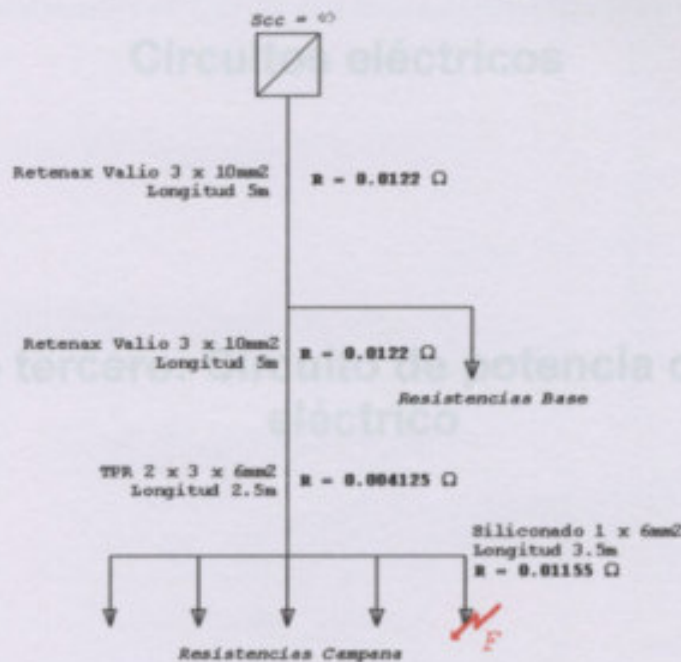 Scc = ∞
Circuitos eléctricos
Retenax Valio 3 x 10mm2
Longitud 5m
R = 0.0122 Ω
Retenax Valio 3 x 10mm2
Longitud 5m
R = 0.0122 Ω
tercero: circuito de potencia
eléctrico
Resistencias Base
TPR 2 x 3 x 6mm2
Longitud 2.5m
R = 0.004125 Ω
Siliconado 1 x 6mm2
Longitud 3.5m
R = 0.01155 Ω
Resistencias Campana